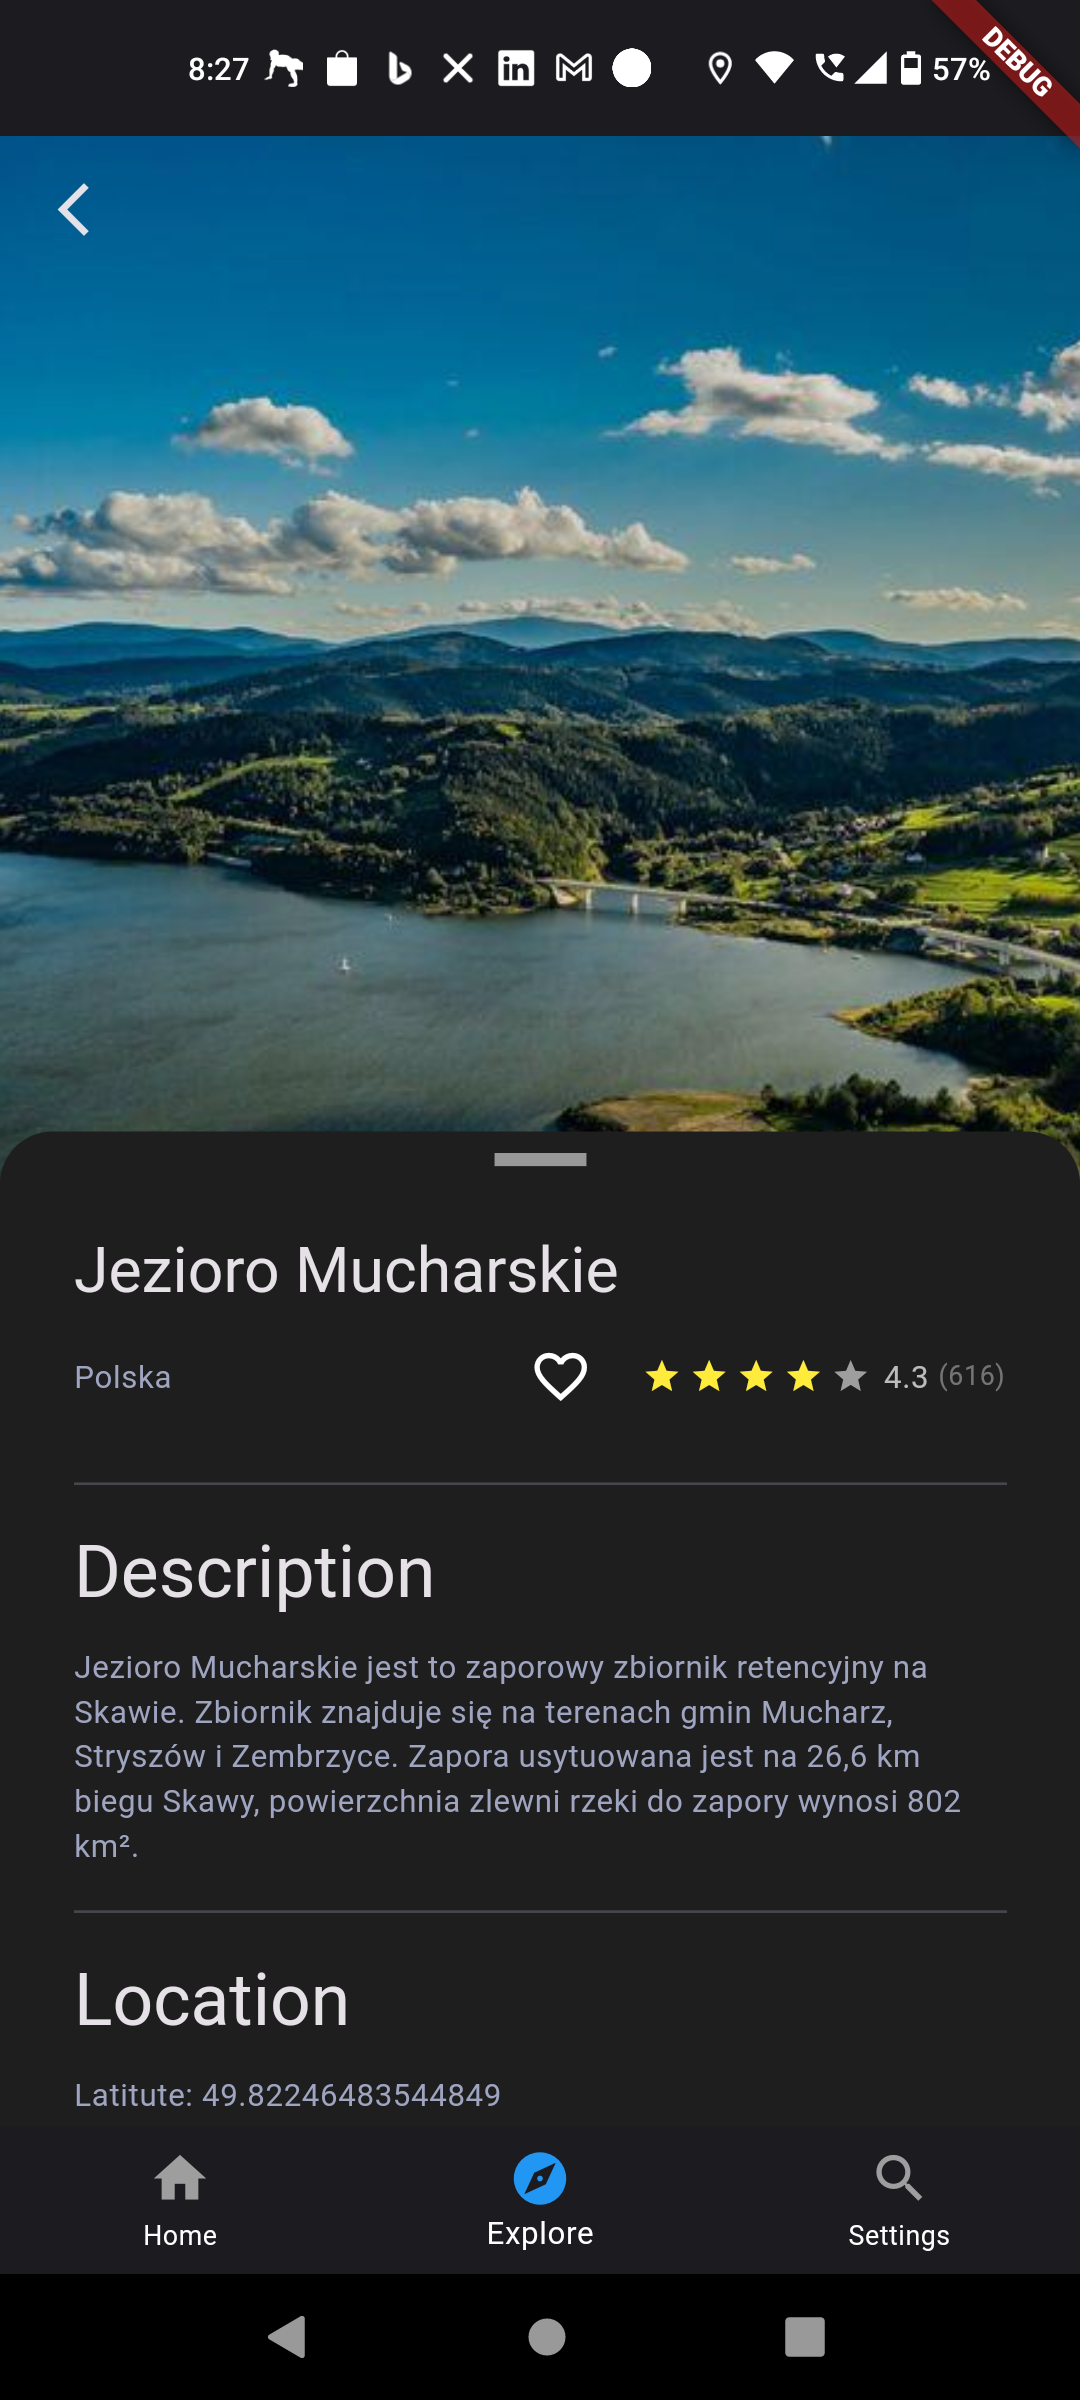 8:27
57%
DEBUG
Jezioro Mucharskie
Polska
4.3 (616)
Description
Jezioro Mucharskie jest to zaporowy zbiornik retencyjny na
Skawie. Zbiornik znajduje się na terenach gmin Mucharz,
Stryszów i Zembrzyce. Zapora usytuowana jest na 26,6 km
biegu Skawy, powierzchnia zlewni rzeki do zapory wynosi 802
km².
Location
Latitute: 49.82246483544849
Home
Explore
Settings